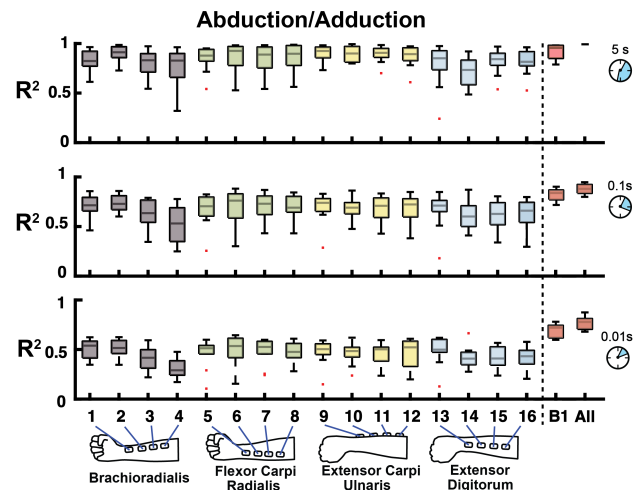 Abduction/Adduction
1
R² 0.5
0
5 s
1
R² 0.5
0
0.1s
1
R² 0.5
0
0.01s
1 2 3 4 5 6 7 8 9 10 11 12 13 14 15 16 B1 All
Brachioradialis
Flexor Carpi
Radialis
Extensor Carpi
Ulnaris
Extensor
Digitorum